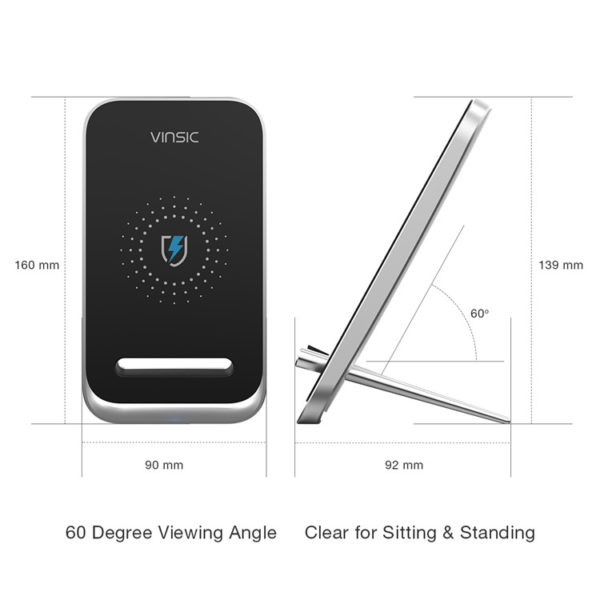 VINSIC
160 mm
139 mm
60°
90 mm
92 mm
60 Degree Viewing Angle
Clear for Sitting & Standing